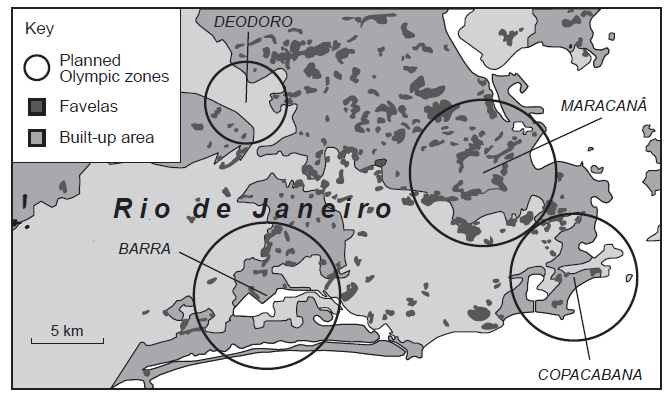 DEODORO
Key
Planned
Olympic zones
Favelas
Built-up area
MARACANÂ
Rio de Janeiro
BARRA
5 km
COPACABANA